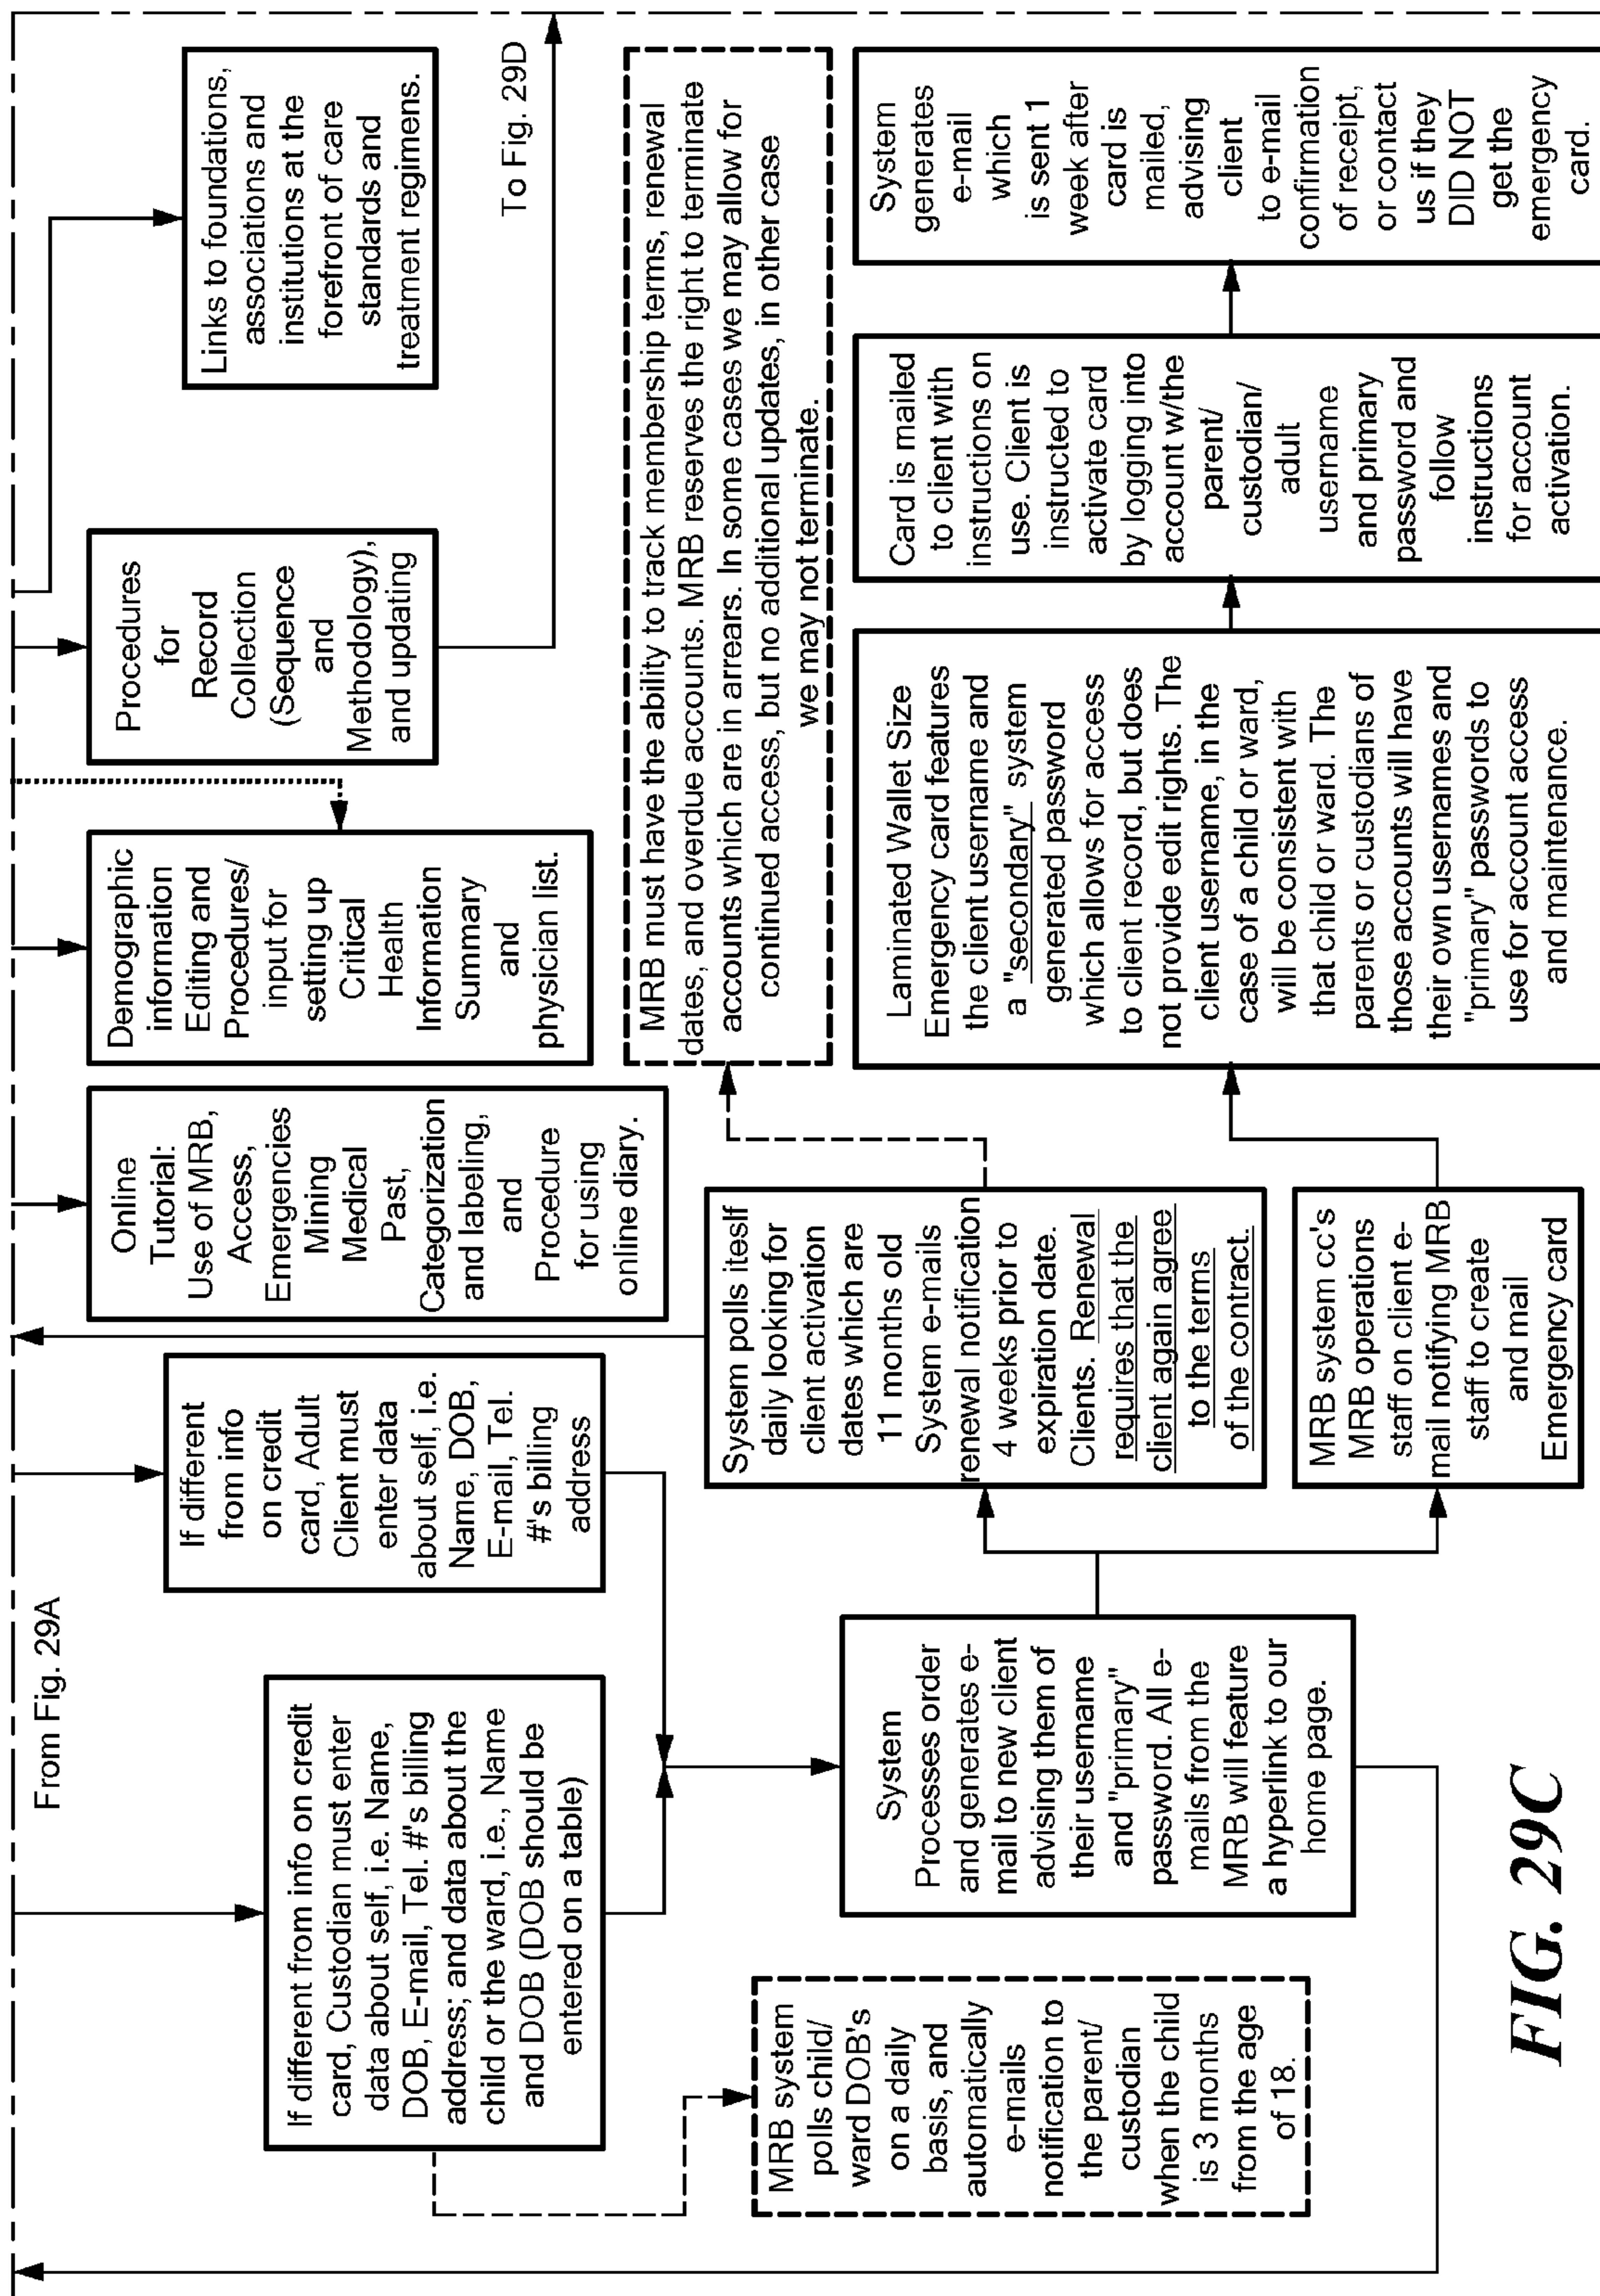 From Fig. 29A
If different from info on credit
card, Custodian must enter
data about self, i.e. Name,
DOB, E-mail, Tel. #'s billing
address; and data about the
child or the ward, i.e., Name
and DOB (DOB should be
entered on a table)
If different
from info
on credit
card, Adult
Client must
enter data
about self, i.e.
Name, DOB,
E-mail, Tel.
#'s billing
address
Online
Tutorial:
Use of MRB,
Access,
Emergencies
Mining
Medical
Past,
Categorization
and labeling,
and
Procedure
for using
online diary.
Demographic
information
Editing and
Procedures/
input for
setting up
Critical
Health
Information
Summary
and
physician list.
Procedures
for
Record
Collection
(Sequence
and
Methodology),
and updating
Links to foundations,
associations and
institutions at the
forefront of care
standards and
treatment regimens.
To Fig. 29D
MRB system
polls child/
ward DOB's
on a daily
basis, and
automatically
e-mails
notification to
the parent/
custodian
when the child
is 3 months
from the age
of 18.
System
Processes order
and generates e-
mail to new client
advising them of
their username
and "primary"
password. All e-
mails from the
MRB will feature
a hyperlink to our
home page.
System polls iteslf
daily looking for
client activation
dates which are
11 months old
System e-mails
renewal notification
4 weeks prior to
expiration date.
Clients. Renewal
requires that the
client again agree
to the terms
of the contract.
MRB must have the ability to track membership terms, renewal
dates, and overdue accounts. MRB reserves the right to terminate
accounts which are in arrears. In some cases we may allow for
continued access, but no additional updates, in other case
we may not terminate.
MRB system cc's
MRB operations
staff on client e-
mail notifying MRB
staff to create
and mail
Emergency card
Laminated Wallet Size
Emergency card features
the client username and
a "secondary" system
generated password
which allows for access
to client record, but does
not provide edit rights. The
client username, in the
case of a child or ward,
will be consistent with
that child or ward. The
parents or custodians of
those accounts will have
their own usernames and
"primary" passwords to
use for account access
and maintenance.
Card is mailed
to client with
instructions on
use. Client is
instructed to
activate card
by logging into
account w/the
parent/
custodian/
adult
username
and primary
password and
follow
instructions
for account
activation.
System
generates
e-mail
which
is sent 1
week after
card is
mailed,
advising
client
to e-mail
confirmation
of receipt,
or contact
us if they
DID NOT
get the
emergency
card.
FIG. 29C